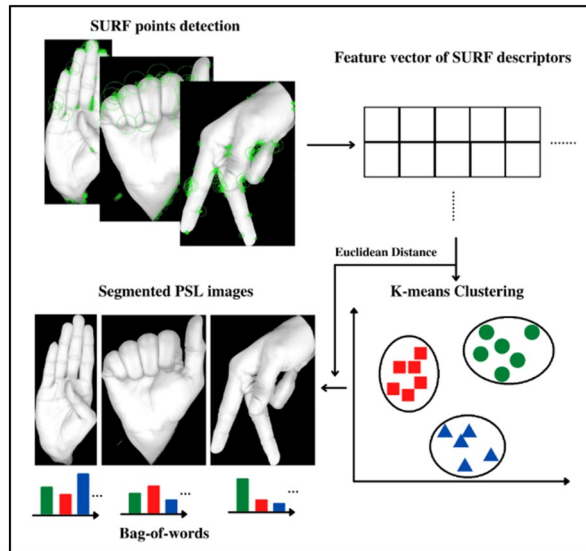 SURF points detection
Feature vector of SURF descriptors
........
Euclidean Distance
K-means Clustering
Segmented PSL images
...
...
...
Bag-of-words